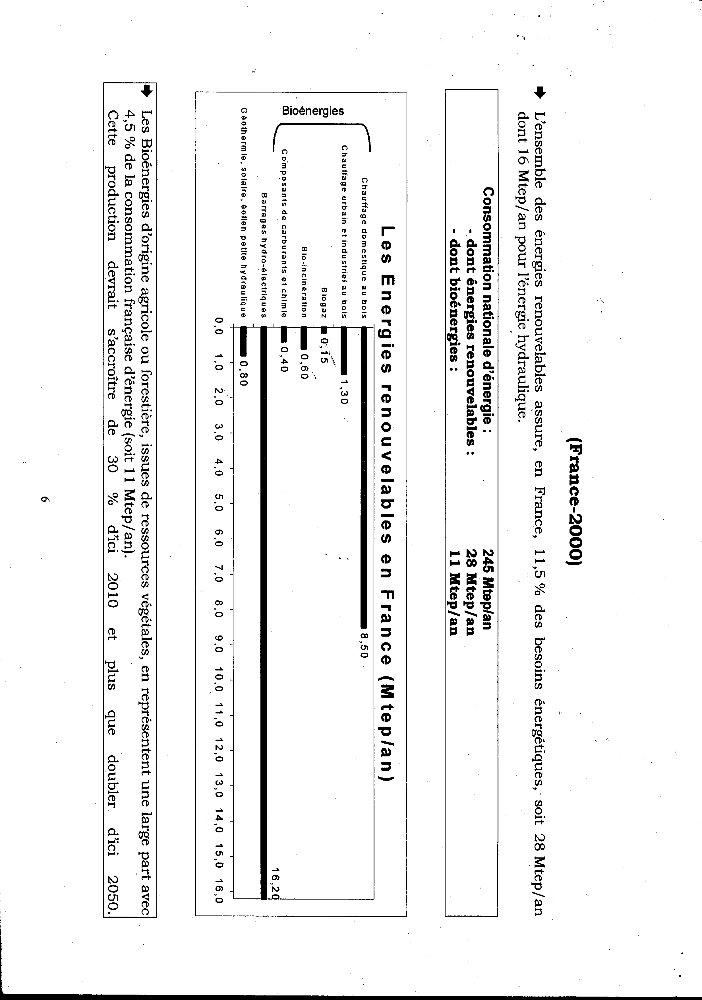 (France-2000)
L'ensemble des énergies renouvelables assure, en France, 11,5 % des besoins énergétiques, soit 28 Mtep/an
dont 16 Mtep/an pour l'énergie hydraulique.
Consommation nationale d'énergie : 245 Mtep/an
- dont énergies renouvelables : 28 Mtep/an
- dont bioénergies : 11 Mtep/an
Les Energies renouvelables en France (Mtep/an)
Bioénergies
Chauffage domestique au bois 8,50
Chauffage urbain et industriel au bois 1,30
Biogaz 0,15
Bio-incinération 0,60
Composants de carburants et chimie 0,40
Barrages hydro-électriques 16,20
Géothermie, solaire, éolien petite hydraulique 0,80
0,0 1,0 2,0 3,0 4,0 5,0 6,0 7,0 8,0 9,0 10,0 11,0 12,0 13,0 14,0 15,0 16,0
Les Bioénergies d'origine agricole ou forestière, issues de ressources végétales, en représentent une large part avec
4,5 % de la consommation française d'énergie (soit 11 Mtep/an).
Cette production devrait s'accroître de 30 % d'ici 2010 et plus que doubler d'ici 2050.
6